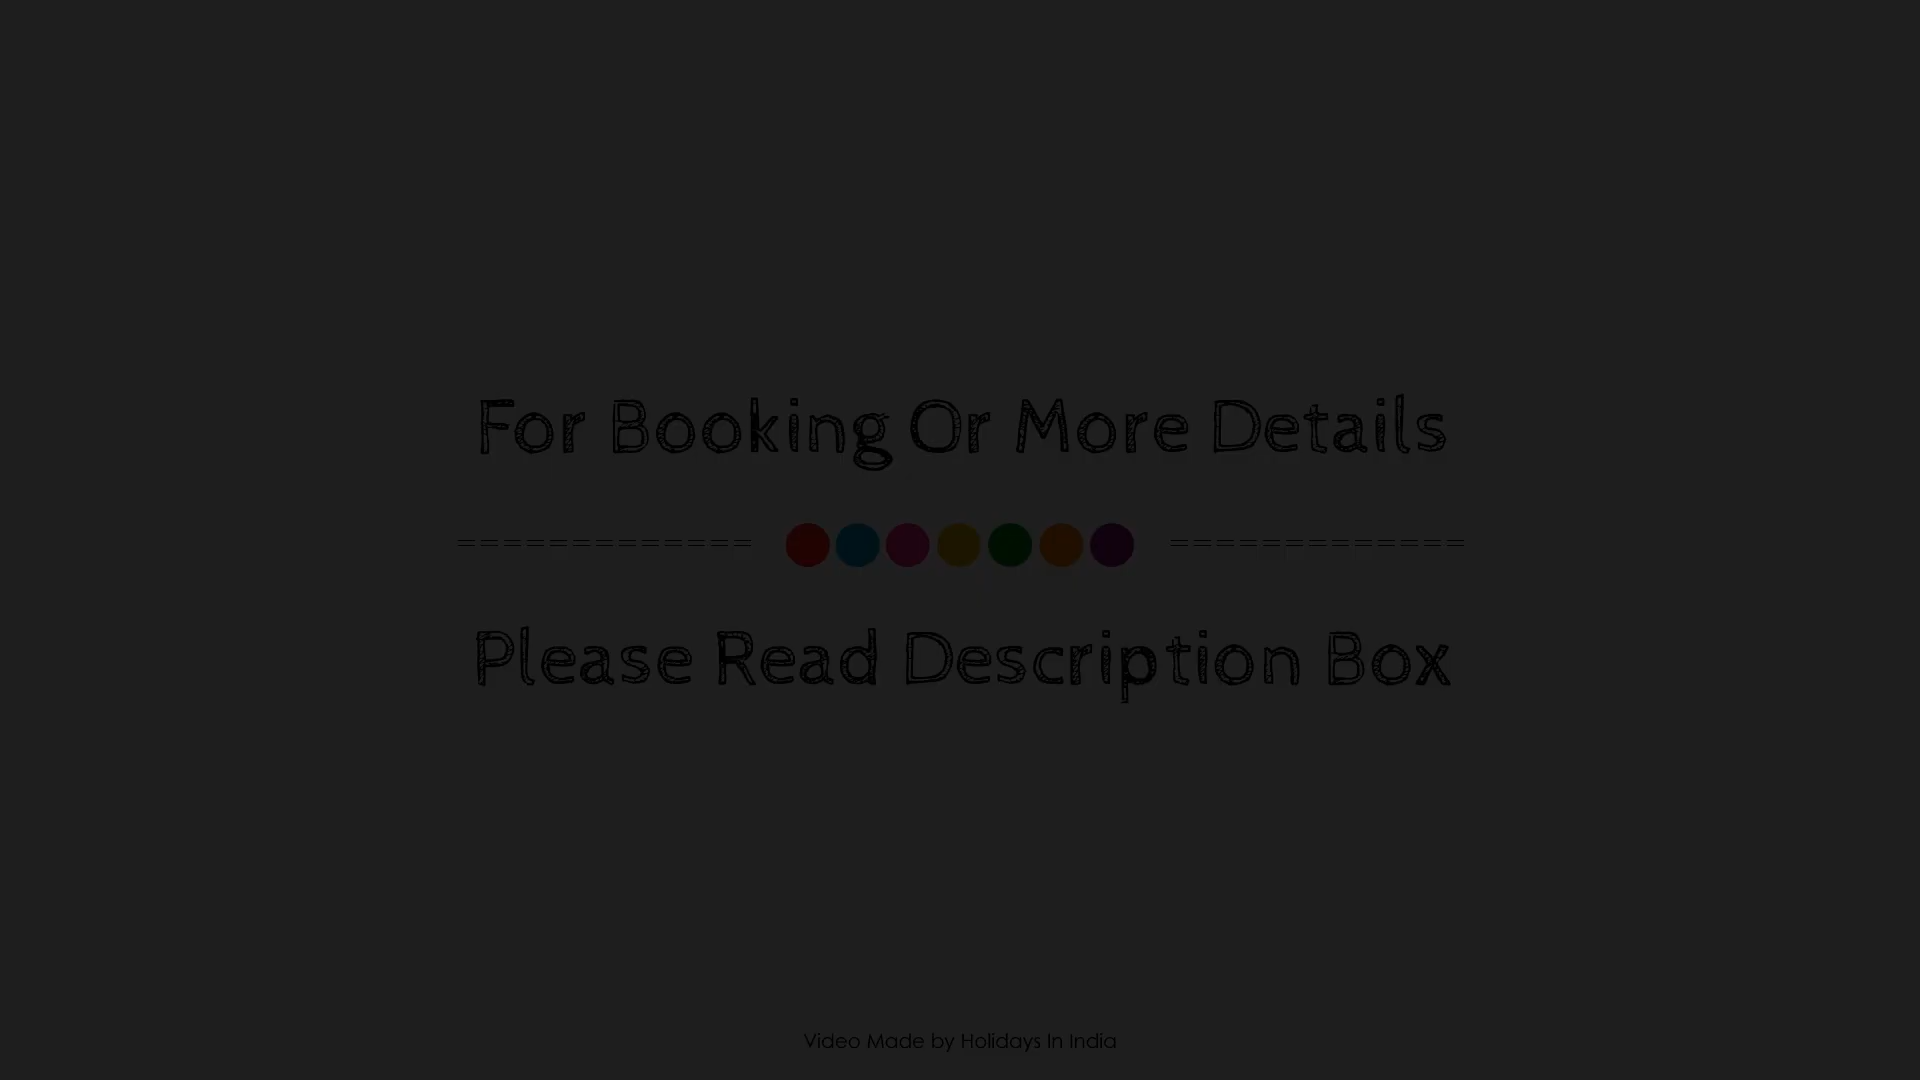 For Booking Or More Details
============= =============
Please Read Description Box
Video Made by Holidays In India